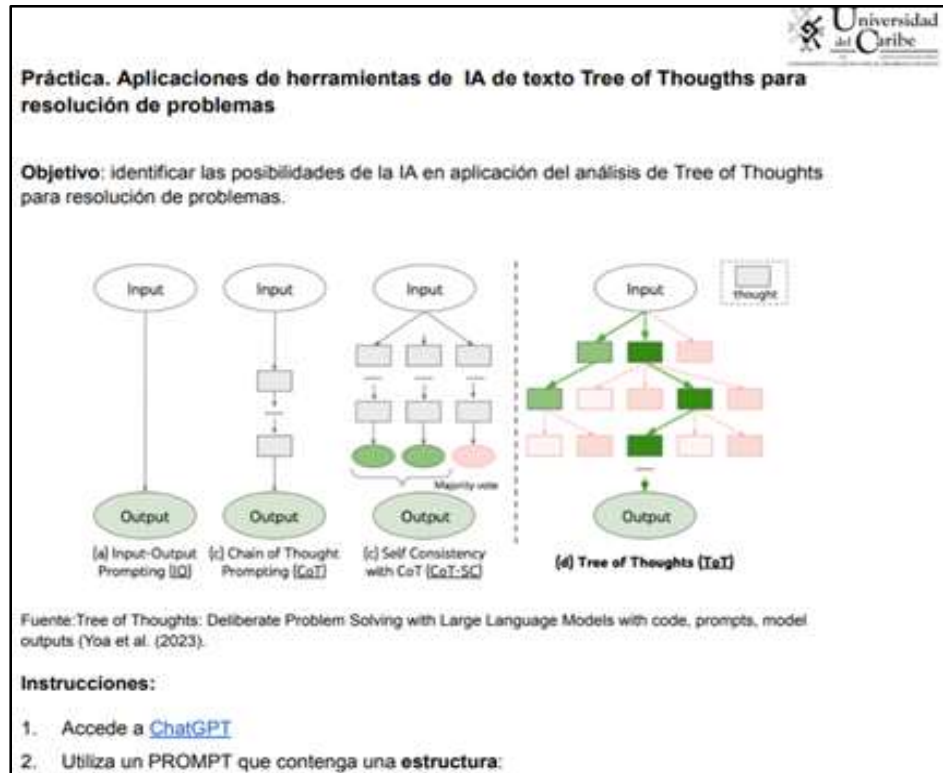 Universidad
del Caribe
Práctica. Aplicaciones de herramientas de IA de texto Tree of Thougths para
resolución de problemas
Objetivo: identificar las posibilidades de la IA en aplicación del análisis de Tree of Thoughts
para resolución de problemas.
Input
Input
Input
Input
thought
Majority vote
Output
Output
Output
Output
(a) Input-Output
Prompting (IO)
(c) Chain of Thought
Prompting (CoT)
(c) Self Consistency
with CoT (CoT-SC)
(d) Tree of Thoughts (ToT)
Fuente:Tree of Thoughts: Deliberate Problem Solving with Large Language Models with code, prompts, model
outputs (Yoa et al. (2023).
Instrucciones:
1. Accede a ChatGPT
2. Utiliza un PROMPT que contenga una estructura: